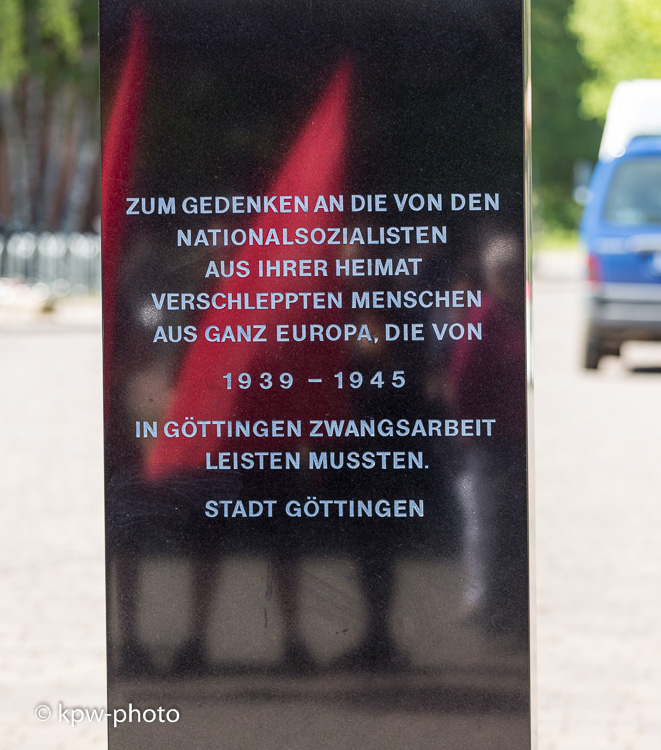 ZUM GEDENKEN AN DIE VON DEN
NATIONALSOZIALISTEN
AUS IHRER HEIMAT
VERSCHLEPPTEN MENSCHEN
AUS GANZ EUROPA, DIE VON
1939 – 1945
IN GÖTTINGEN ZWANGSARBEIT
LEISTEN MUSSTEN.
STADT GÖTTINGEN
© kpw-photo